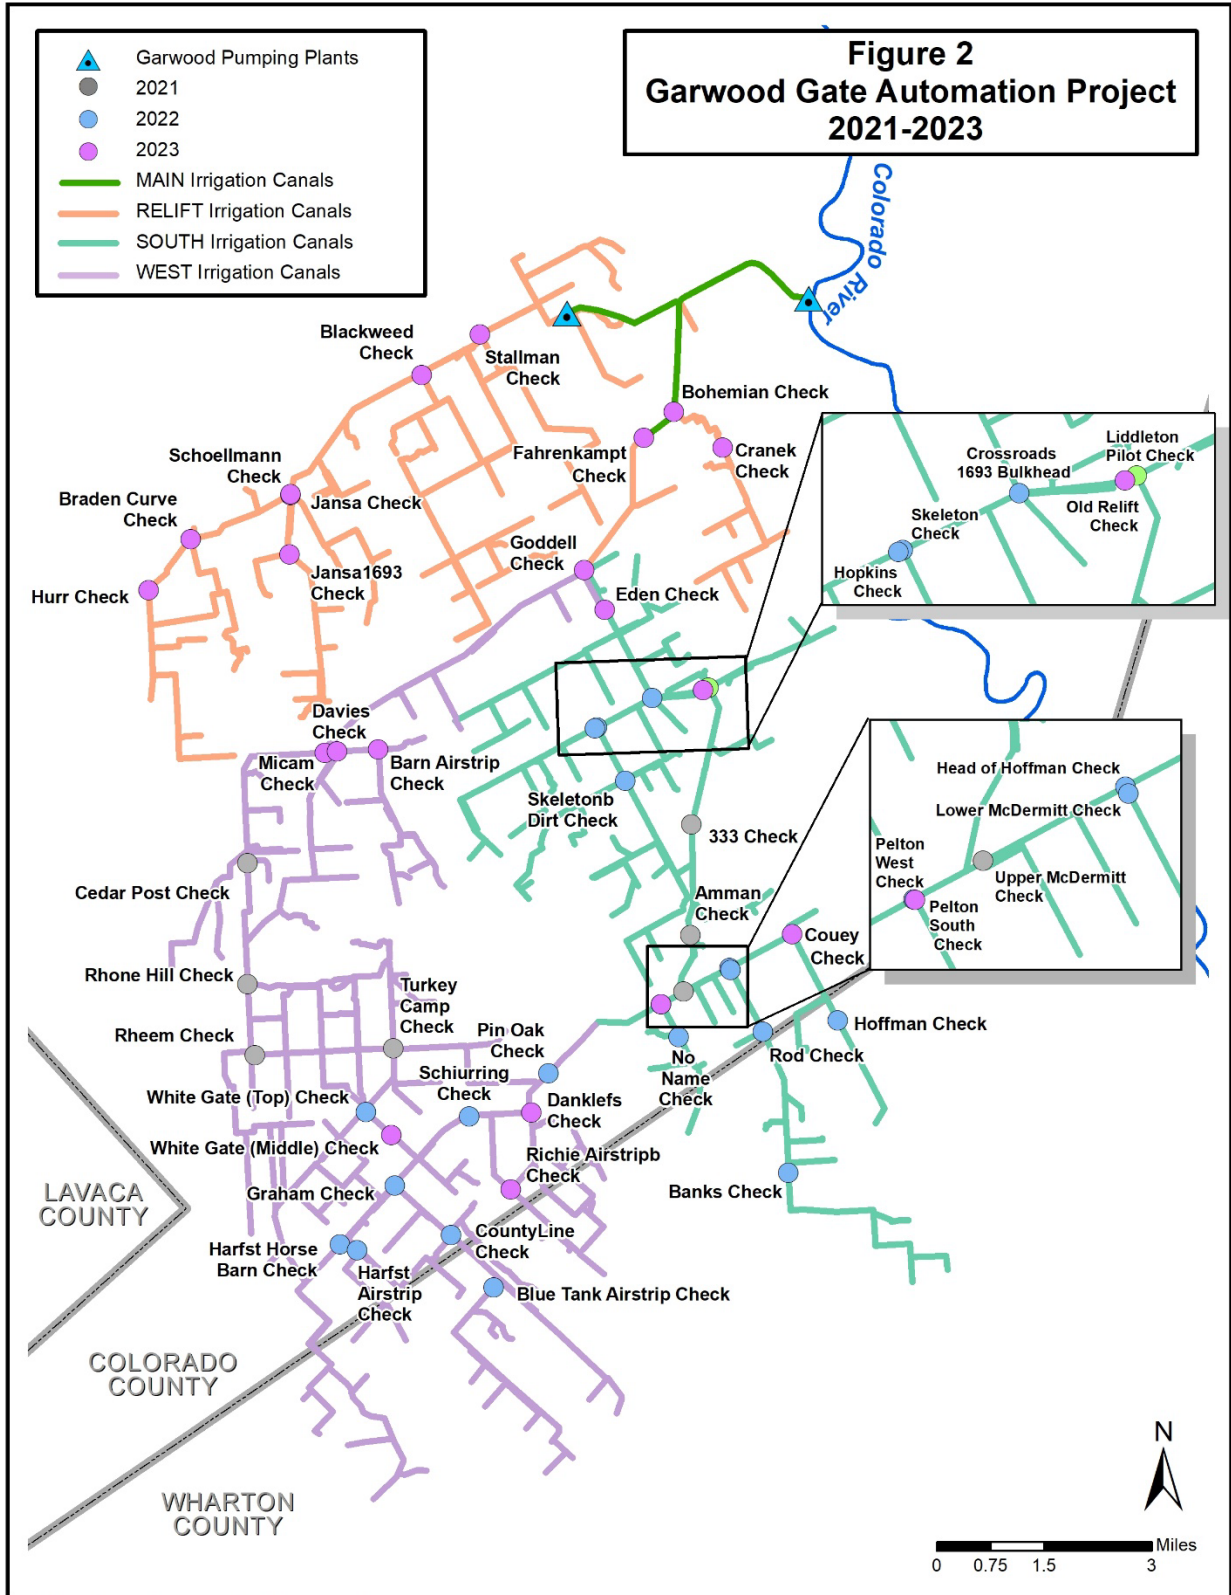 Figure 2
Garwood Gate Automation Project
2021-2023
Garwood Pumping Plants
2021
2022
2023
MAIN Irrigation Canals
RELIFT Irrigation Canals
SOUTH Irrigation Canals
WEST Irrigation Canals
Colorado River
Blackweed
Check
Stallman
Check
Bohemian Check
Fahrenkampt
Check
Cranek
Check
Schoellmann
Check
Jansa Check
Braden Curve
Check
Jansa1693
Check
Hurr Check
Goddell
Check
Eden Check
Crossroads
1693 Bulkhead
Liddleton
Pilot Check
Old Relift
Check
Skeleton
Check
Hopkins
Check
Davies
Check
Micam
Check
Barn Airstrip
Check
Skeletonb
Dirt Check
333 Check
Head of Hoffman Check
Lower McDermitt Check
Pelton
West
Check
Upper McDermitt
Check
Pelton
South
Check
Cedar Post Check
Amman
Check
Couey
Check
Rhone Hill Check
Turkey
Camp
Check
Rheem Check
Pin Oak
Check
Hoffman Check
Rod Check
No
Name
Check
Schiurring
Check
White Gate (Top) Check
Danklefs
Check
White Gate (Middle) Check
Richie Airstripb
Check
Graham Check
Banks Check
CountyLine
Check
Harfst Horse
Barn Check
Harfst
Airstrip
Check
Blue Tank Airstrip Check
LAVACA
COUNTY
COLORADO
COUNTY
WHARTON
COUNTY
N
Miles
0 0.75 1.5 3